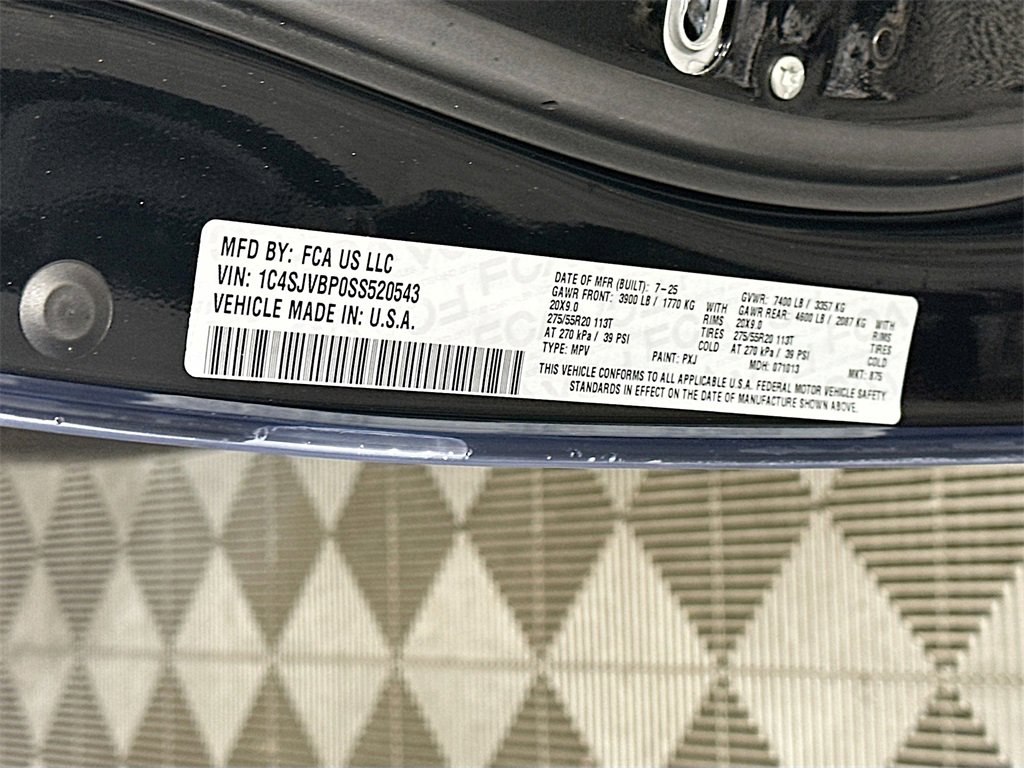 MFD BY: FCA US LLC
VIN: 1C4SJVBP0SS520543
VEHICLE MADE IN: U.S.A.
DATE OF MFR (BUILT): 7-25 GVWR: 7400 LB / 3357 KG
GAWR FRONT: 3900 LB / 1770 KG WITH GAWR REAR: 4600 LB / 2087 KG WITH
20X9.0 RIMS 20X9.0 RIMS
275/55R20 113T TIRES 275/55R20 113T TIRES
AT 270 kPa / 39 PSI COLD AT 270 kPa / 39 PSI COLD
TYPE: MPV PAINT: PXJ MDH: 071013 MKT: 875
THIS VEHICLE CONFORMS TO ALL APPLICABLE U.S.A. FEDERAL MOTOR VEHICLE SAFETY
STANDARDS IN EFFECT ON THE DATE OF MANUFACTURE SHOWN ABOVE.